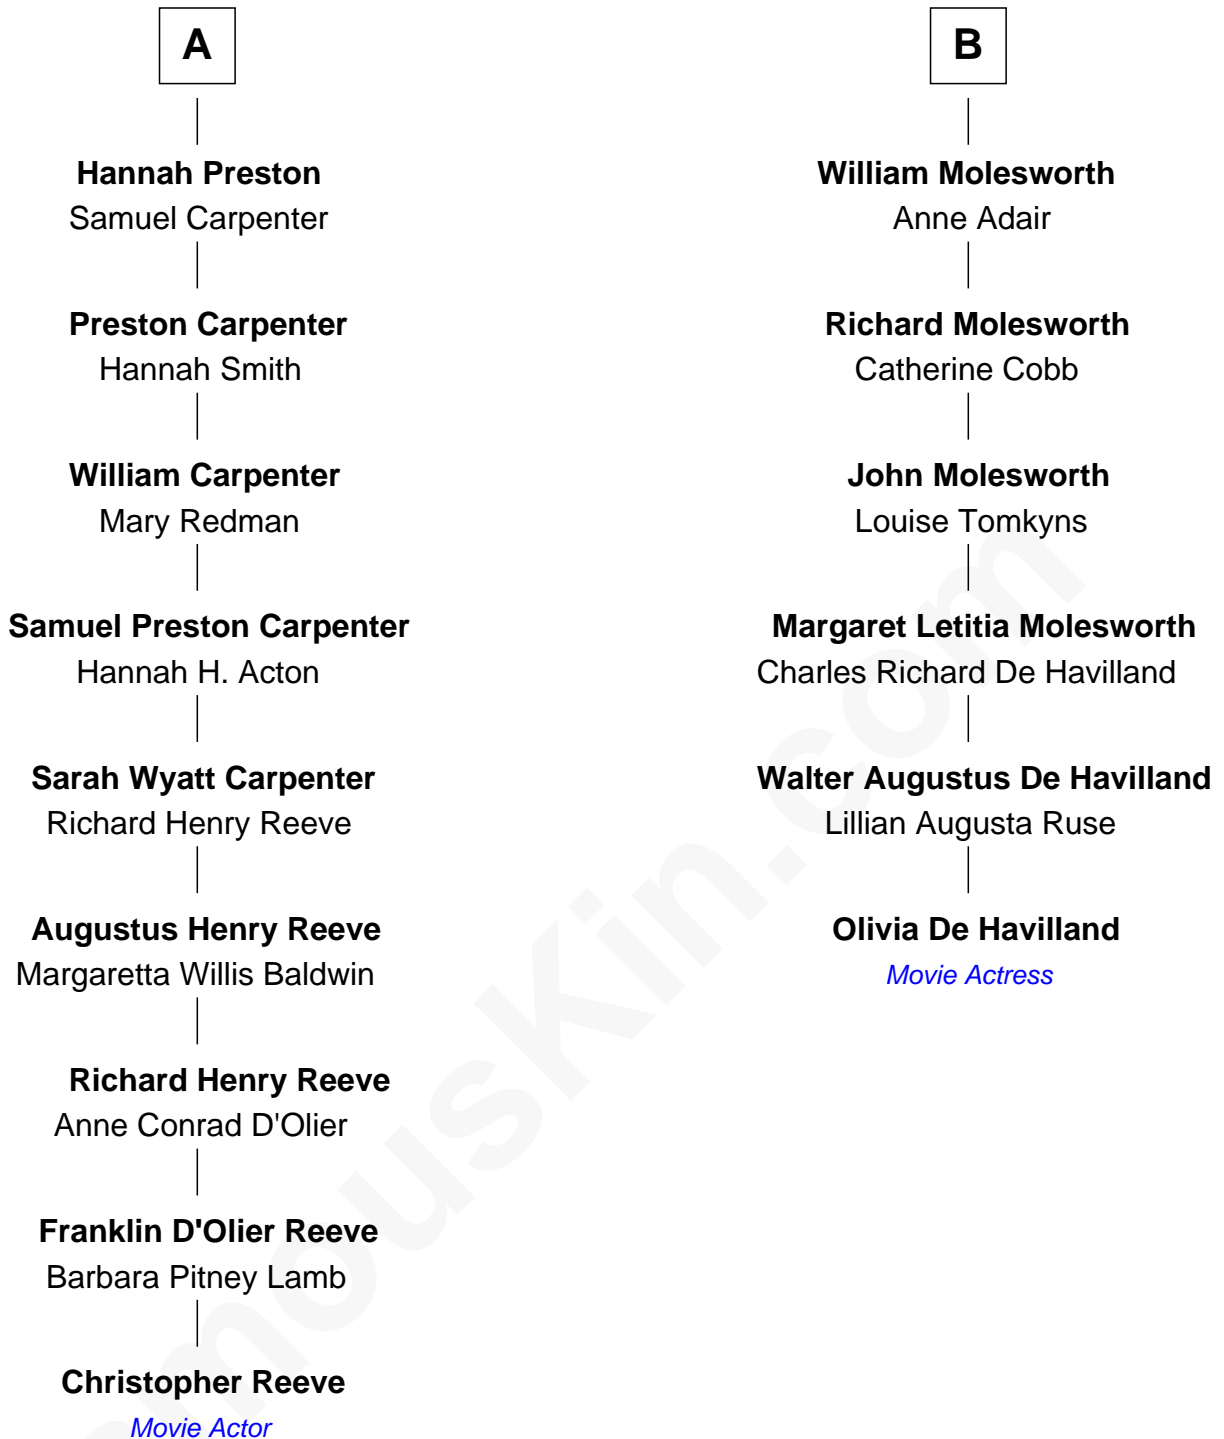 A
Hannah Preston
Samuel Carpenter
Preston Carpenter
Hannah Smith
William Carpenter
Mary Redman
Samuel Preston Carpenter
Hannah H. Acton
Sarah Wyatt Carpenter
Richard Henry Reeve
Augustus Henry Reeve
Margaretta Willis Baldwin
Richard Henry Reeve
Anne Conrad D'Olier
Franklin D'Olier Reeve
Barbara Pitney Lamb
Christopher Reeve
Movie Actor
B
William Molesworth
Anne Adair
Richard Molesworth
Catherine Cobb
John Molesworth
Louise Tomkyns
Margaret Letitia Molesworth
Charles Richard De Havilland
Walter Augustus De Havilland
Lillian Augusta Ruse
Olivia De Havilland
Movie Actress
mousKin.com